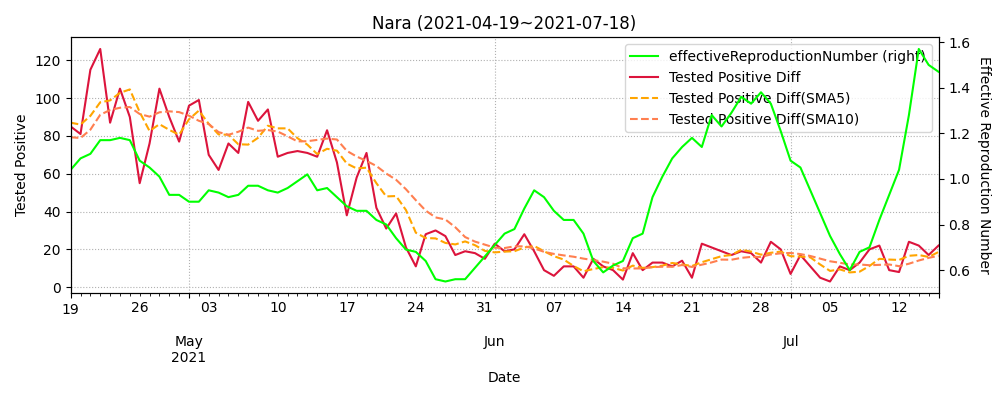 Nara (2021-04-19~2021-07-18)
effectiveReproductionNumber (right)
Tested Positive Diff
Tested Positive Diff(SMA5)
Tested Positive Diff(SMA10)
Tested Positive
120
100
80
60
40
20
0
1.6
1.4
1.2
1.0
0.8
0.6
Effective Reproduction Number
19 26 03 10 17 24 31 07 14 21 28 05 12
May Jun Jul
2021
Date